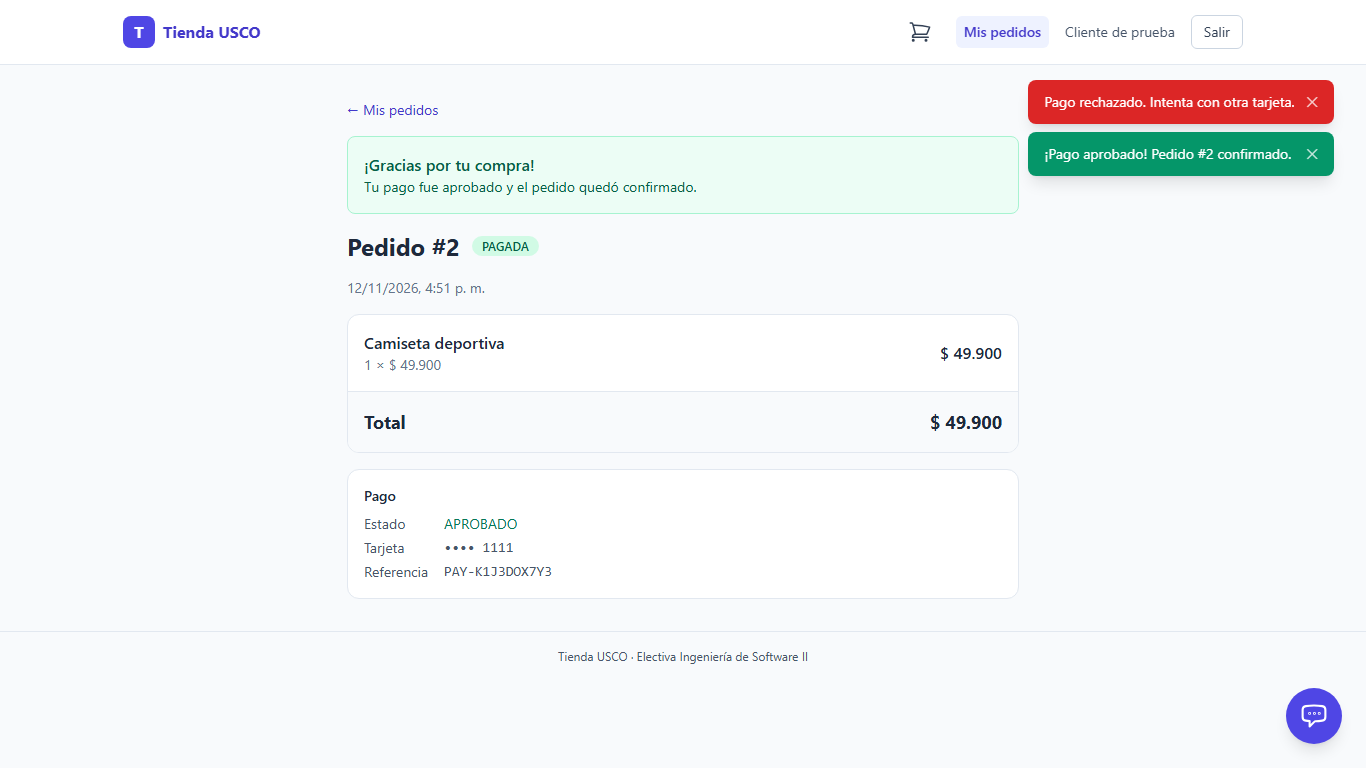 T Tienda USCO
Mis pedidos Cliente de prueba Salir
Pago rechazado. Intenta con otra tarjeta.
¡Pago aprobado! Pedido #2 confirmado.
← Mis pedidos
¡Gracias por tu compra!
Tu pago fue aprobado y el pedido quedó confirmado.
Pedido #2 PAGADA
12/11/2026, 4:51 p. m.
Camiseta deportiva
1 × $ 49.900
$ 49.900
Total $ 49.900
Pago
Estado APROBADO
Tarjeta •••• 1111
Referencia PAY-K1J3DOX7Y3
Tienda USCO · Electiva Ingeniería de Software II